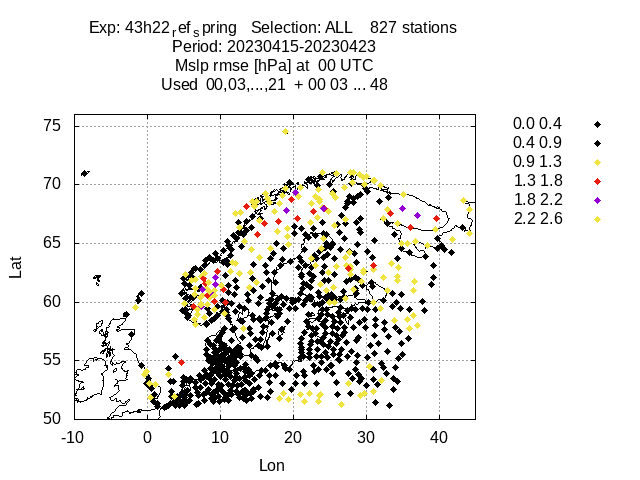 Exp: 43h22ref spring   Selection: ALL    827 stations
Period: 20230415-20230423
Mslp rmse [hPa] at  00 UTC
Used  00,03,...,21  + 00 03 ... 48
75
70
65
60
55
50
Lat
-10 0 10 20 30 40
Lon
0.0 0.4
0.4 0.9
0.9 1.3
1.3 1.8
1.8 2.2
2.2 2.6